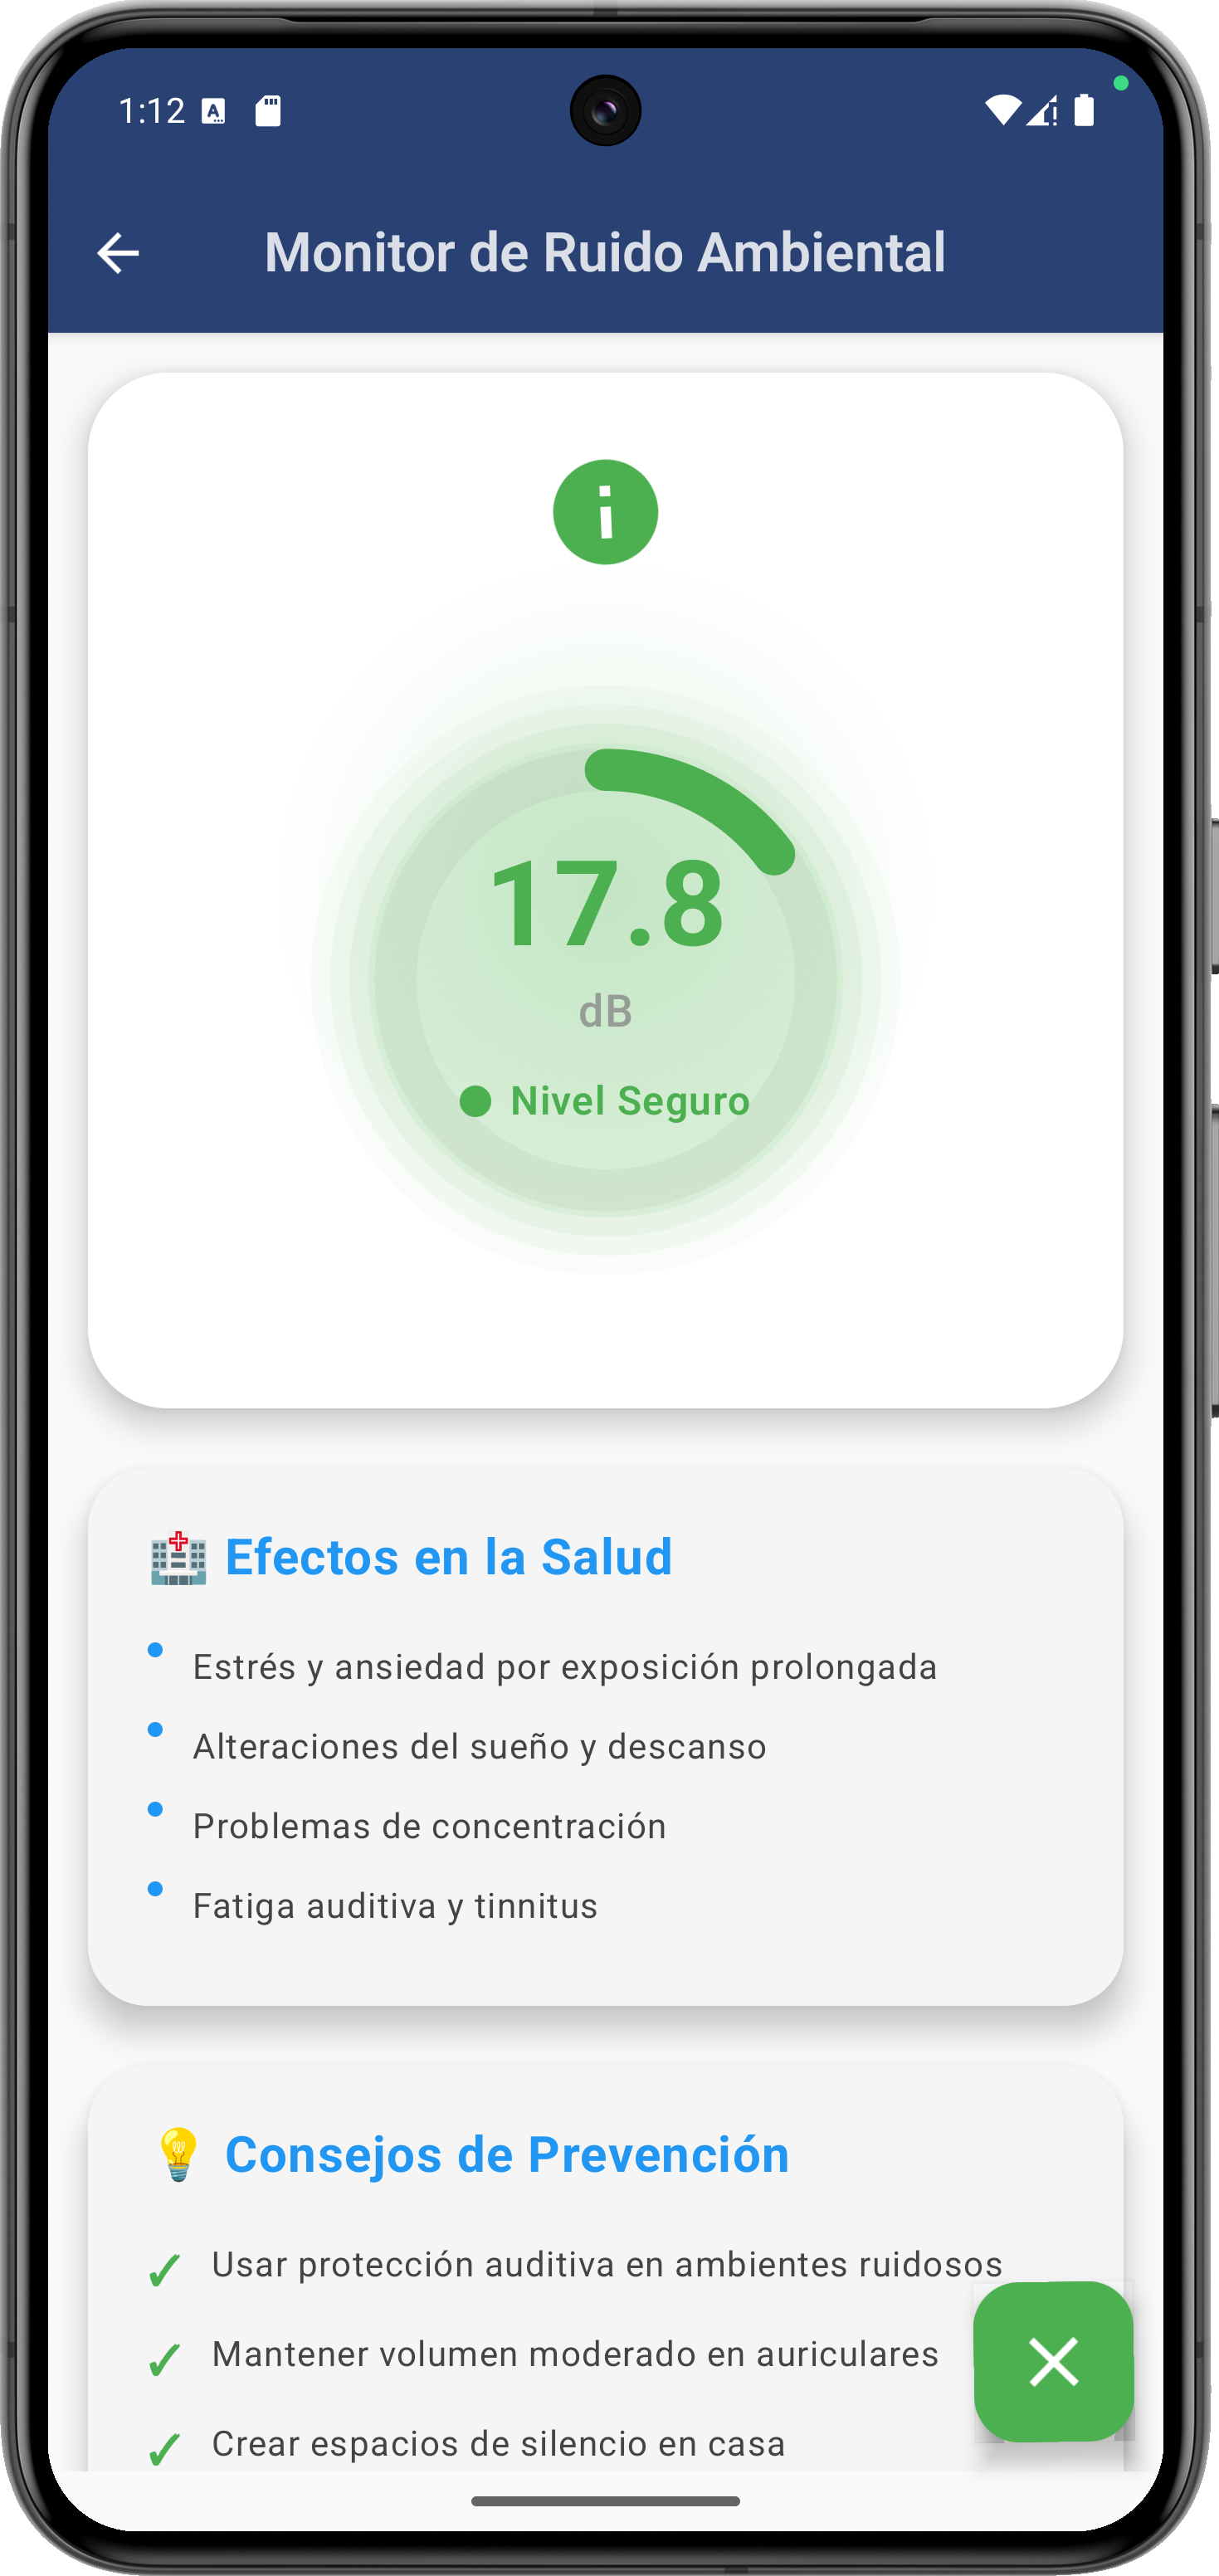 1:12
Monitor de Ruido Ambiental
17.8
dB
Nivel Seguro
Efectos en la Salud
Estrés y ansiedad por exposición prolongada
Alteraciones del sueño y descanso
Problemas de concentración
Fatiga auditiva y tinnitus
Consejos de Prevención
Usar protección auditiva en ambientes ruidosos
Mantener volumen moderado en auriculares
Crear espacios de silencio en casa